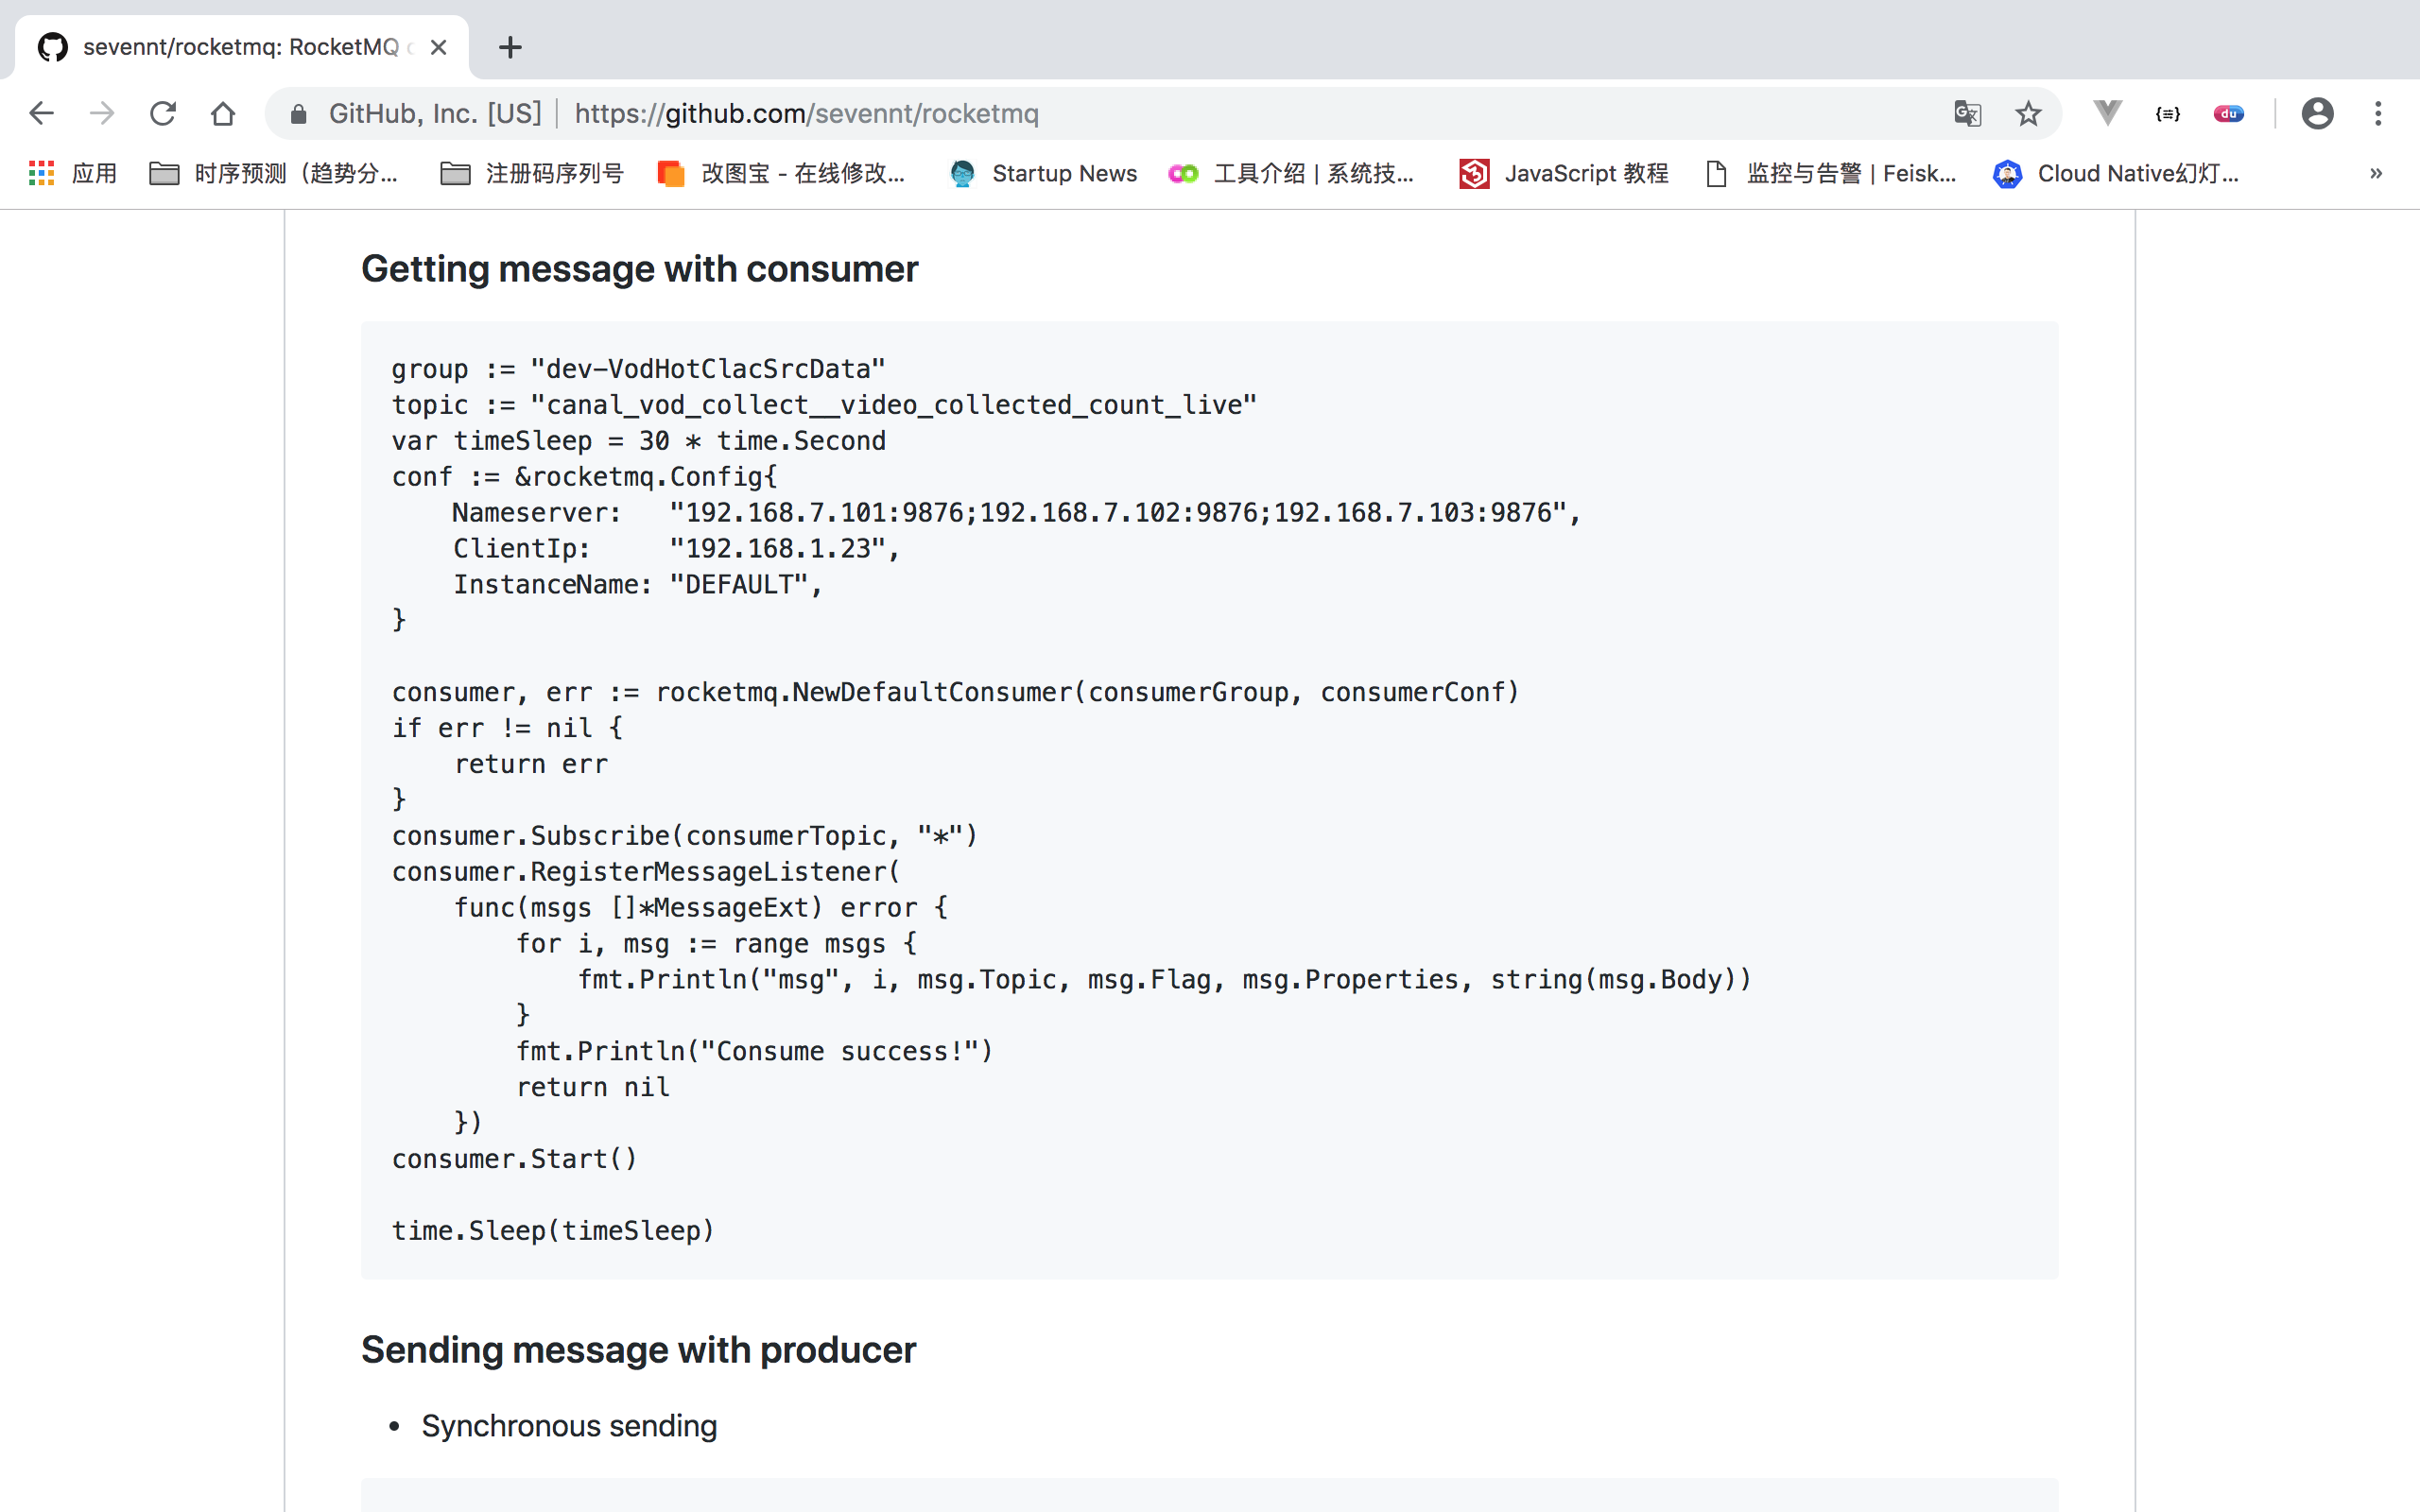 sevennt/rocketmq: RocketMQ c
GitHub, Inc. [US] | https://github.com/sevennt/rocketmq
du
应用
时序预测（趋势分...
注册码序列号
改图宝 - 在线修改...
Startup News
工具介绍 | 系统技...
JavaScript 教程
监控与告警 | Feisk...
Cloud Native幻灯...
»
Getting message with consumer
group := "dev-VodHotClacSrcData"
topic := "canal_vod_collect__video_collected_count_live"
var timeSleep = 30 * time.Second
conf := &rocketmq.Config{
    Nameserver:   "192.168.7.101:9876;192.168.7.102:9876;192.168.7.103:9876",
    ClientIp:     "192.168.1.23",
    InstanceName: "DEFAULT",
}
consumer, err := rocketmq.NewDefaultConsumer(consumerGroup, consumerConf)
if err != nil {
    return err
}
consumer.Subscribe(consumerTopic, "*")
consumer.RegisterMessageListener(
    func(msgs []*MessageExt) error {
        for i, msg := range msgs {
            fmt.Println("msg", i, msg.Topic, msg.Flag, msg.Properties, string(msg.Body))
        }
        fmt.Println("Consume success!")
        return nil
    })
consumer.Start()
time.Sleep(timeSleep)
Sending message with producer
• Synchronous sending